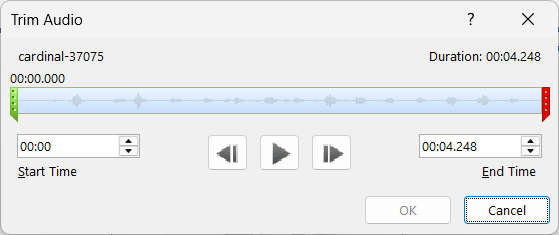 Trim Audio
?
cardinal-37075 Duration: 00:04.248
00:00.000
00:00 00:04.248
Start Time End Time
OK Cancel